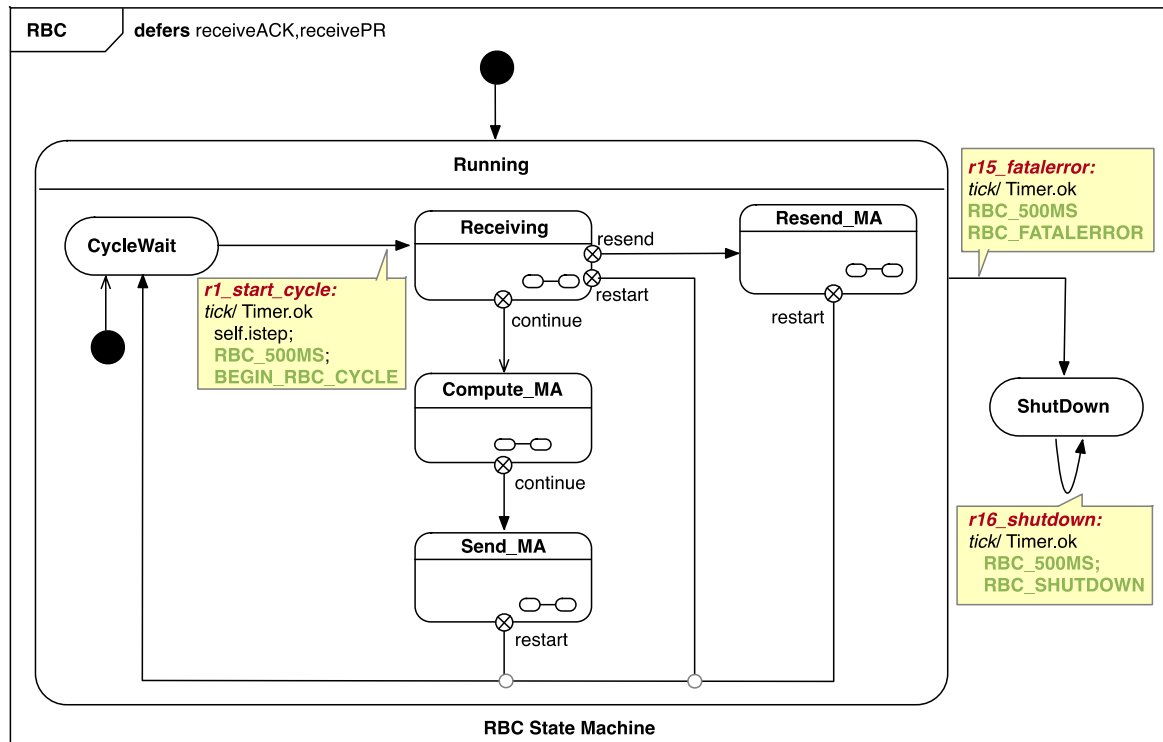 RBC
defers receiveACK,receivePR
Running
CycleWait
Receiving
resend
restart
continue
Resend_MA
restart
r1_start_cycle:
tick/ Timer.ok
self.istep;
RBC_500MS;
BEGIN_RBC_CYCLE
Compute_MA
continue
Send_MA
restart
r15_fatalerror:
tick/ Timer.ok
RBC_500MS
RBC_FATALERROR
ShutDown
r16_shutdown:
tick/ Timer.ok
RBC_500MS;
RBC_SHUTDOWN
RBC State Machine